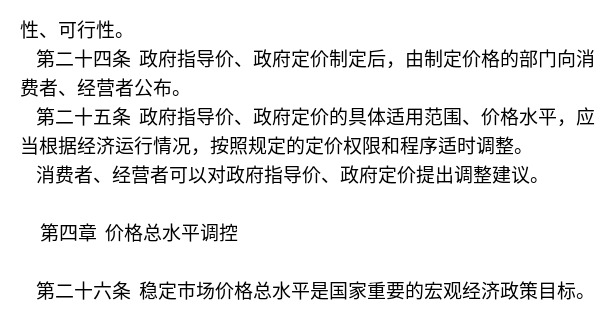 性、可行性。
第二十四条 政府指导价、政府定价制定后，由制定价格的部门向消
费者、经营者公布。
第二十五条 政府指导价、政府定价的具体适用范围、价格水平，应
当根据经济运行情况，按照规定的定价权限和程序适时调整。
消费者、经营者可以对政府指导价、政府定价提出调整建议。
第四章 价格总水平调控
第二十六条 稳定市场价格总水平是国家重要的宏观经济政策目标。